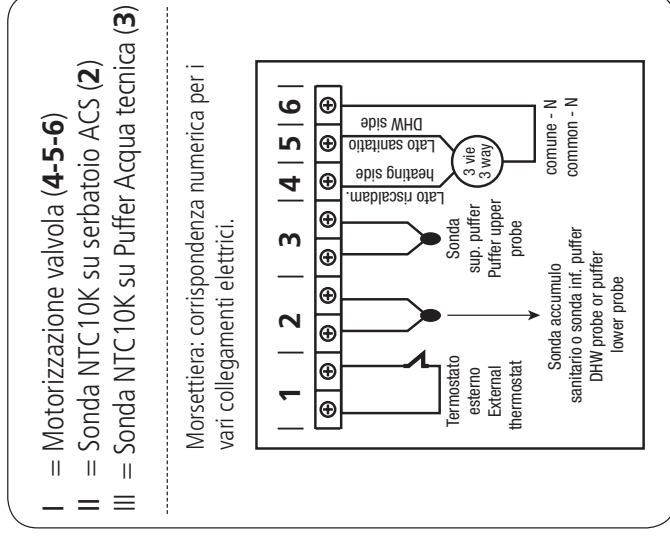 I = Motorizzazione valvola (4-5-6)
II = Sonda NTC10K su serbatoio ACS (2)
III = Sonda NTC10K su Puffer Acqua tecnica (3)
Morsettiera: corrispondenza numerica per i
vari collegamenti elettrici.
1 | 2 | 3 | 4 | 5 | 6
Termostato
esterno
External
thermostat
Sonda accumulo
sanitario o sonda inf. puffer
DHW probe or puffer
lower probe
Sonda
sup. puffer
Puffer upper
probe
Lato riscaldam.
heating side
Lato sanitatio
DHW side
3 vie
3 way
comune - N
common - N